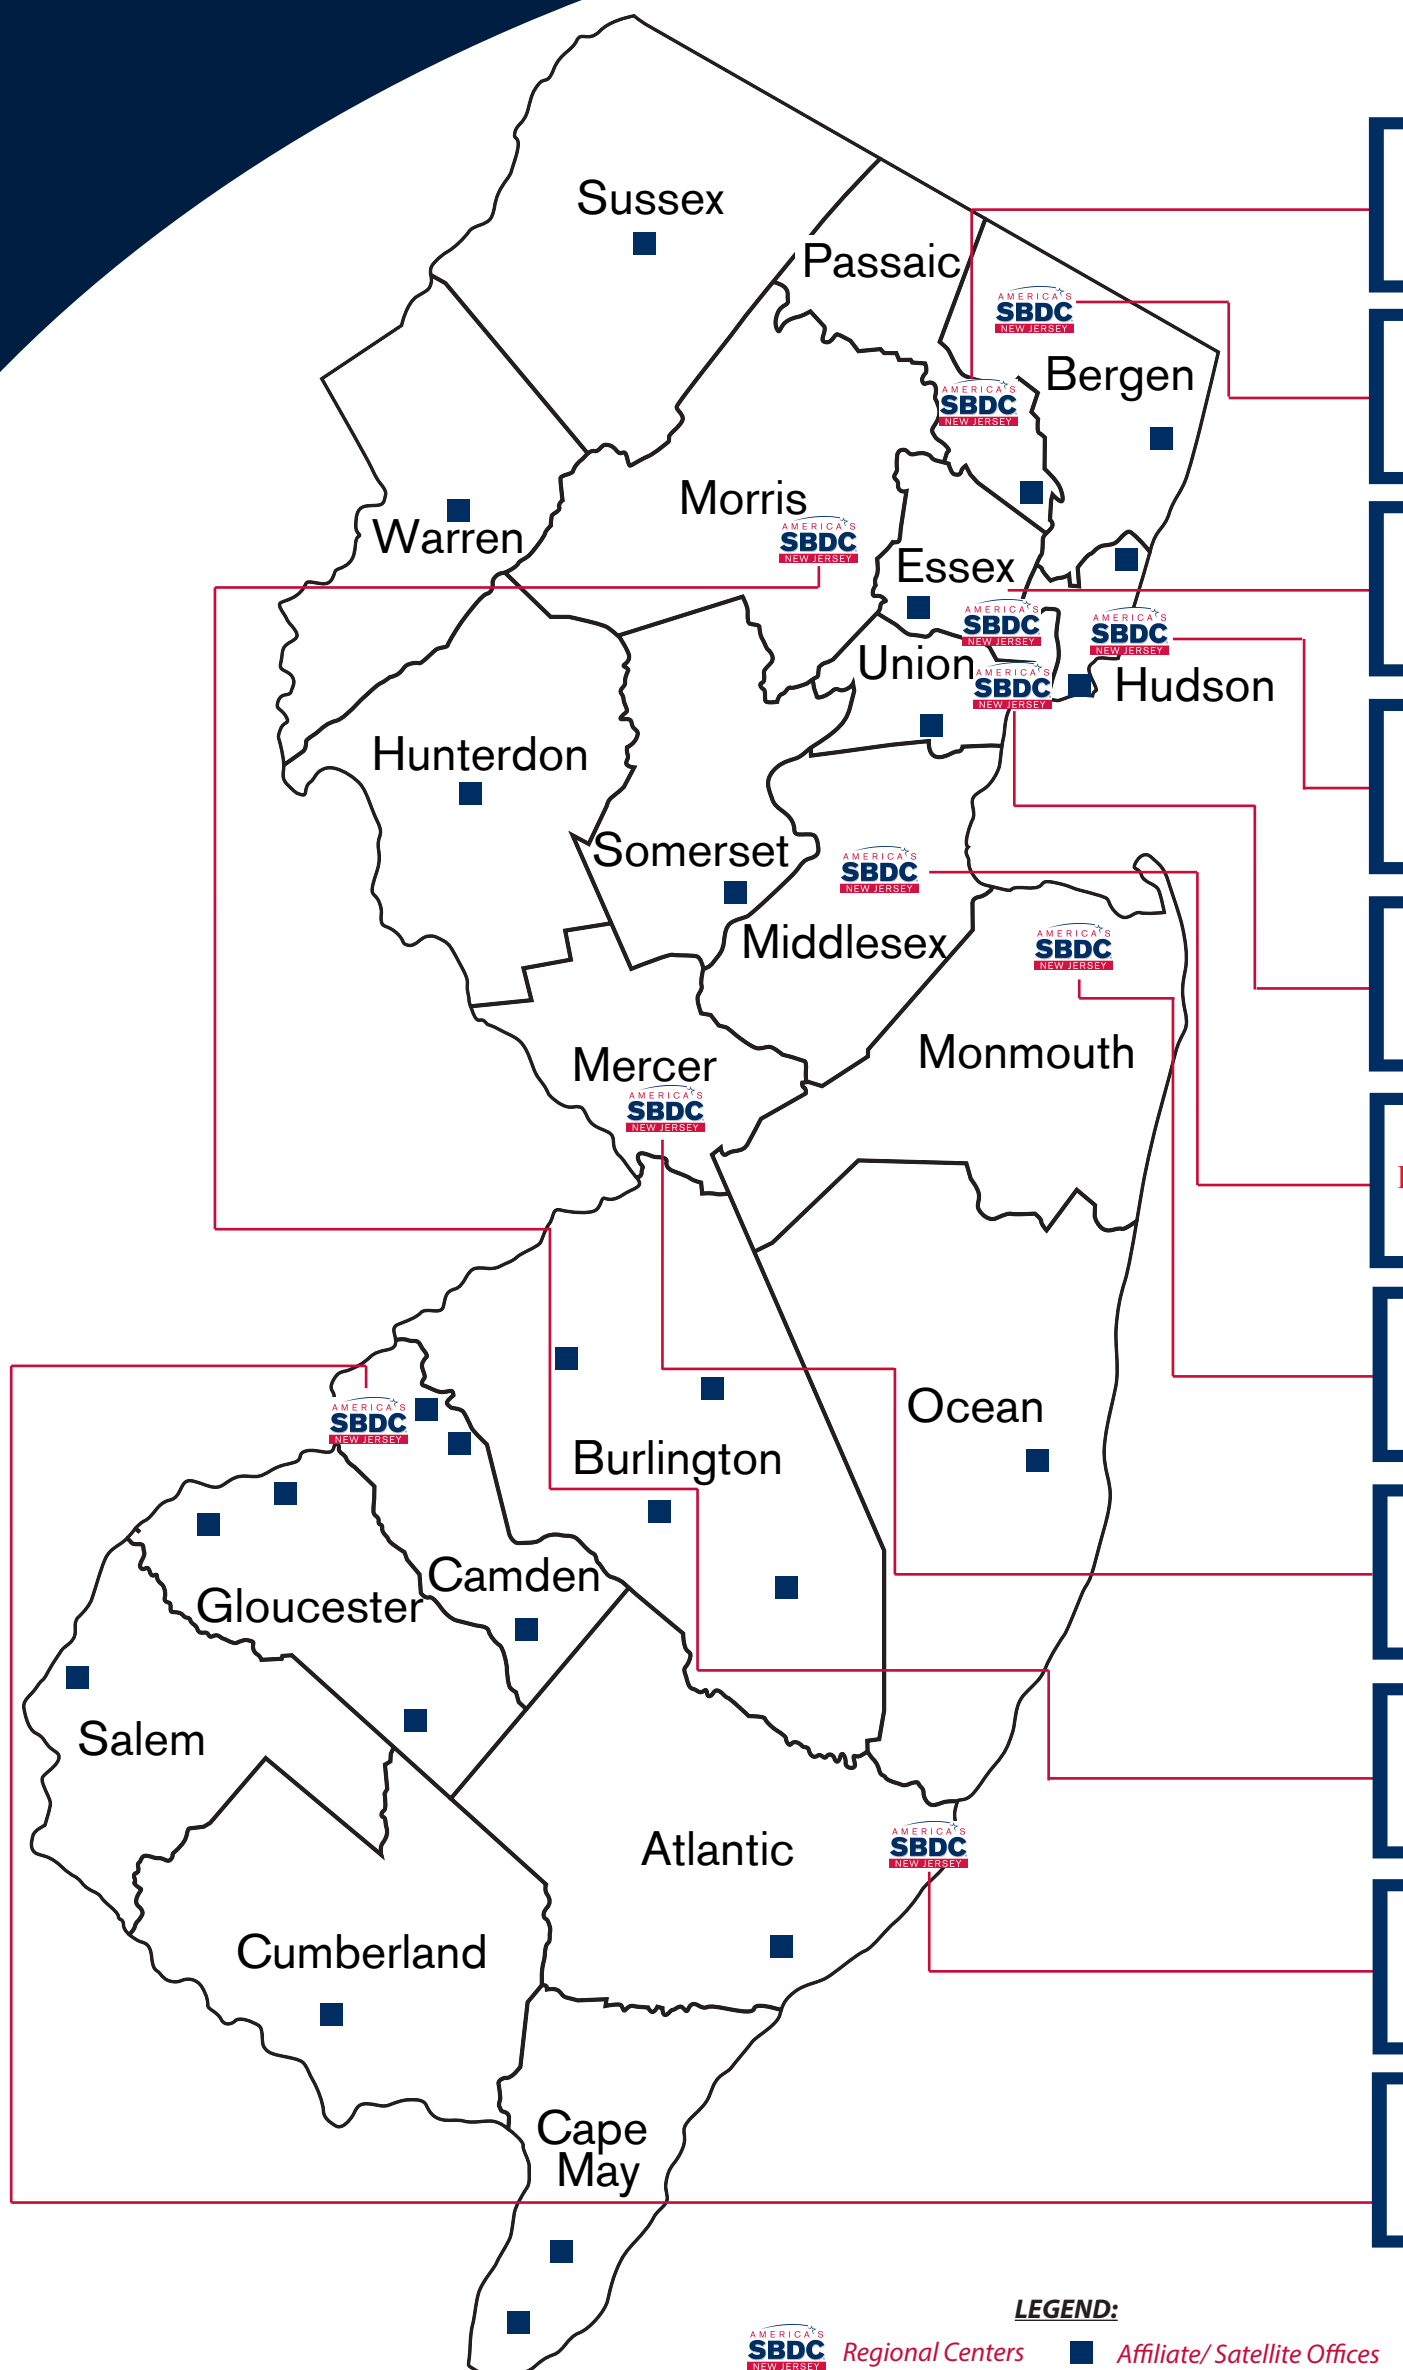 Sussex
Passaic
AMERICA'S
SBDC
NEW JERSEY
Bergen
AMERICA'S
SBDC
NEW JERSEY
Morris
AMERICA'S
SBDC
NEW JERSEY
Warren
Essex
AMERICA'S
SBDC
NEW JERSEY
AMERICA'S
SBDC
NEW JERSEY
Union
AMERICA'S
SBDC
NEW JERSEY
Hudson
Hunterdon
Somerset
AMERICA'S
SBDC
NEW JERSEY
Middlesex
AMERICA'S
SBDC
NEW JERSEY
Monmouth
Mercer
AMERICA'S
SBDC
NEW JERSEY
Ocean
AMERICA'S
SBDC
NEW JERSEY
Burlington
Camden
Gloucester
Salem
Atlantic
AMERICA'S
SBDC
NEW JERSEY
Cumberland
Cape
May
LEGEND:
AMERICA'S
SBDC
NEW JERSEY
Regional Centers
Affiliate/ Satellite Offices